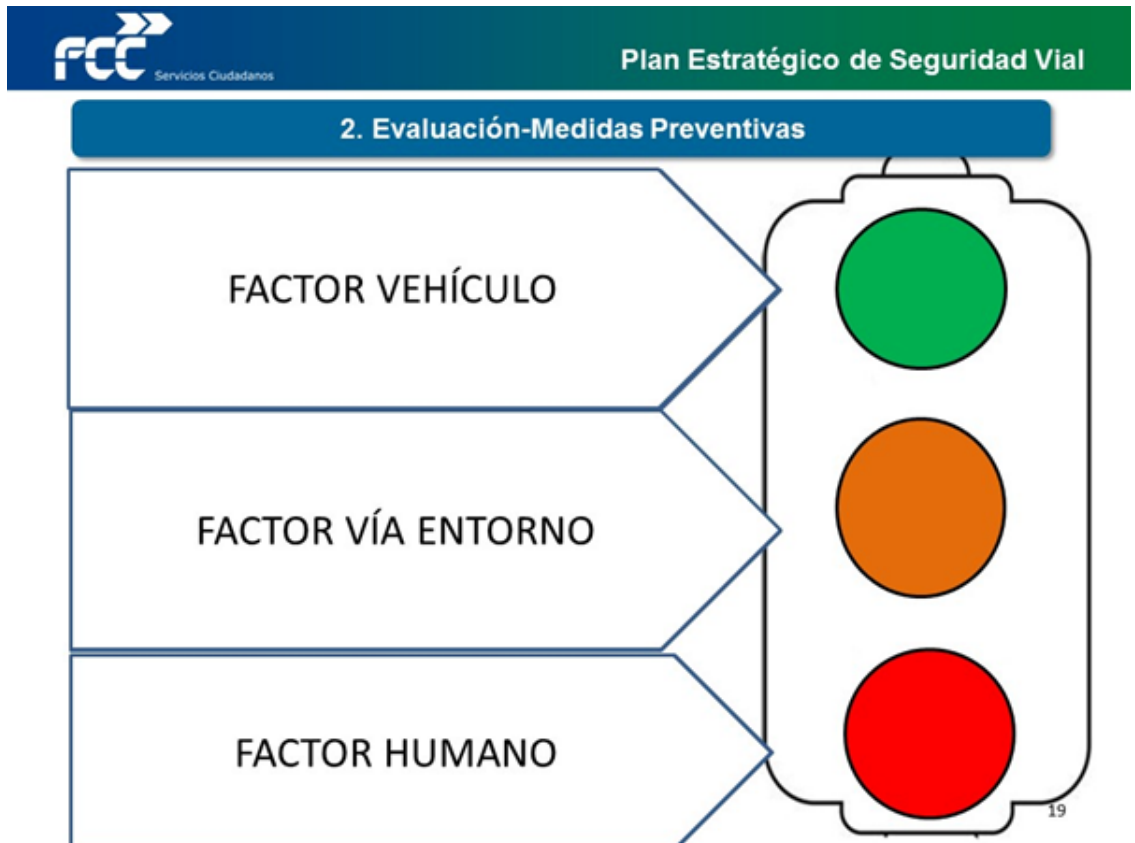 FCC
Servicios Ciudadanos
Plan Estratégico de Seguridad Vial
2. Evaluación-Medidas Preventivas
FACTOR VEHÍCULO
FACTOR VÍA ENTORNO
FACTOR HUMANO
19